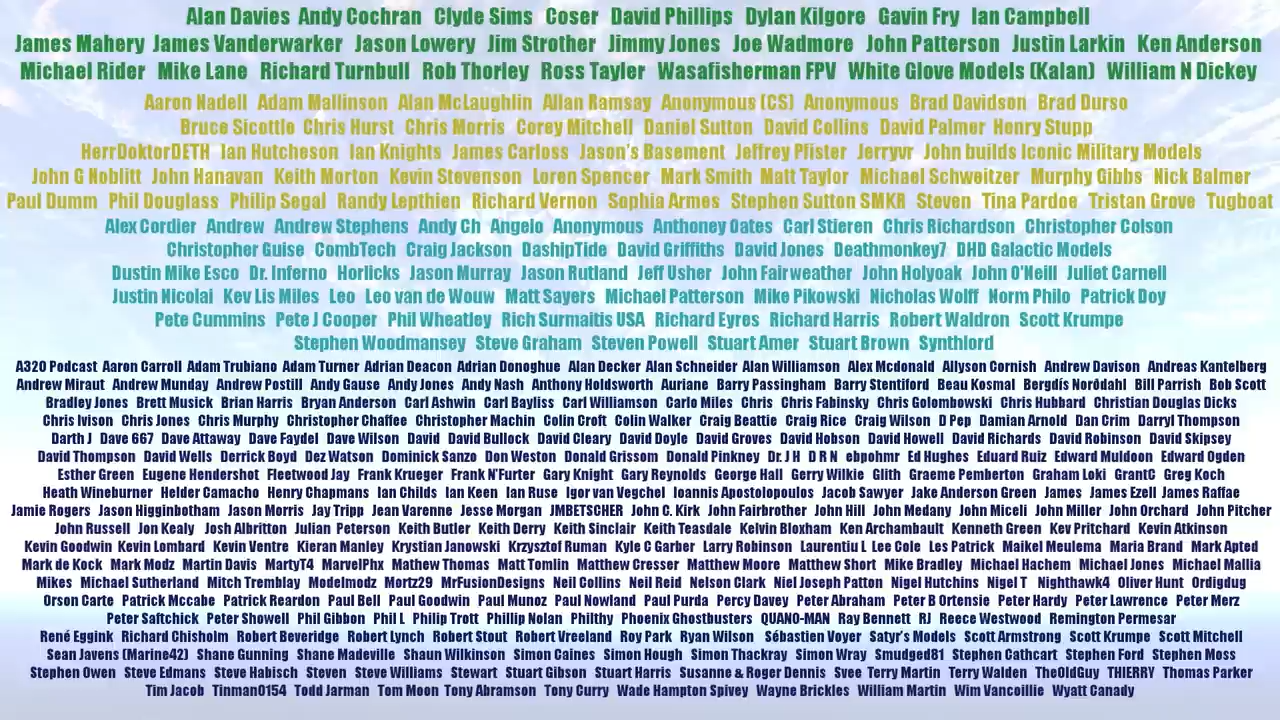 Alan Davies Andy Cochran Clyde Sims Coser David Phillips Dylan Kilgore Gavin Fry Ian Campbell
James Mahery James Vanderwarker Jason Lowery Jim Strother Jimmy Jones Joe Wadmore John Patterson Justin Larkin Ken Anderson
Michael Rider Mike Lane Richard Turnbull Rob Thorley Ross Taylor Wasafisherman FPV White Glove Models (Kalan) William N Dickey
Aaron Nadell Adam Mallinson Alan McLaughlin Allan Ramsay Anonymous (CS) Anonymous Brad Davidson Brad Durso
Bruce Sicottle Chris Hurst Chris Morris Corey Mitchell Daniel Sutton David Collins David Palmer Henry Stupp
HerrDoktorDETH Ian Hutcheson Ian Knights James Carloss Jason's Basement Jeffrey Pfister Jerryvr John builds Iconic Military Models
John G Noblitt John Hanavan Keith Morton Kevin Stevenson Loren Spencer Mark Smith Matt Taylor Michael Schweitzer Murphy Gibbs Nick Balmer
Paul Dumm Phil Douglass Philip Segal Randy Lepthien Richard Vernon Sophia Armes Stephen Sutton SMKR Steven Tina Pardoe Tristan Grove Tugboat
Alex Cordier Andrew Andrew Stephens Andy Ch Angelo Anonymous Anthoney Oates Carl Stieren Chris Richardson Christopher Colson
Christopher Guise CombTech Craig Jackson DashipTide David Griffiths David Jones Deathmonkey7 DHD Galactic Models
Dustin Mike Esco Dr. Inferno Horlicks Jason Murray Jason Rutland Jeff Usher John Fairweather John Holyoak John O'Neill Juliet Carnell
Justin Nicolai Kev Lis Miles Leo Leo van de Wouw Matt Sayers Michael Patterson Mike Pikowski Nicholas Wolff Norm Philo Patrick Doy
Pete Cummins Pete J Cooper Phil Wheatley Rich Surmaitis USA Richard Eyres Richard Harris Robert Waldron Scott Krumpe
Stephen Woodmansey Steve Graham Steven Powell Stuart Amer Stuart Brown Synthlord
A320 Podcast Aaron Carroll Adam Trubiano Adam Turner Adrian Deacon Adrian Donoghue Alan Decker Alan Schneider Alan Williamson Alex Mcdonald Allyson Cornish Andrew Davison Andreas Kantelberg
Andrew Miraut Andrew Munday Andrew Postill Andy Gause Andy Jones Andy Nash Anthony Holdsworth Auriane Barry Passingham Barry Stentiford Beau Kosmal Bergdís Norðdahl Bill Parrish Bob Scott
Bradley Jones Brett Musick Brian Harris Bryan Anderson Carl Ashwin Carl Bayliss Carl Williamson Carlo Miles Chris Chris Fabinsky Chris Golombowski Chris Hubbard Christian Douglas Dicks
Chris Ivison Chris Jones Chris Murphy Christopher Chaffee Christopher Machin Colin Croft Colin Walker Craig Beattie Craig Rice Craig Wilson D Pep Damian Arnold Dan Crim Darryl Thompson
Darth J Dave 667 Dave Attaway Dave Faydel Dave Wilson David David Bullock David Cleary David Doyle David Groves David Hobson David Howell David Richards David Robinson David Skipsey
David Thompson David Wells Derrick Boyd Dez Watson Dominick Sanzo Don Weston Donald Grissom Donald Pinkney Dr. J H D R N ebpohmr Ed Hughes Eduard Ruiz Edward Muldoon Edward Ogden
Esther Green Eugene Hendershot Fleetwood Jay Frank Krueger Frank N'Furter Gary Knight Gary Reynolds George Hall Gerry Wilkie Glith Graeme Pemberton Graham Loki GrantC Greg Koch
Heath Wineburner Helder Camacho Henry Chapmans Ian Childs Ian Keen Ian Ruse Igor van Vegchel Ioannis Apostolopoulos Jacob Sawyer Jake Anderson Green James James Ezell James Raffae
Jamie Rogers Jason Higginbotham Jason Morris Jay Tripp Jean Varenne Jesse Morgan JMBETSCHER John C. Kirk John Fairbrother John Hill John Medany John Miceli John Miller John Orchard John Pitcher
John Russell Jon Kealy Josh Albritton Julian Peterson Keith Butler Keith Derry Keith Sinclair Keith Teasdale Kelvin Bloxham Ken Archambault Kenneth Green Kev Pritchard Kevin Atkinson
Kevin Goodwin Kevin Lombard Kevin Ventre Kieran Manley Krystian Janowski Krzysztof Ruman Kyle C Garber Larry Robinson Laurentiu L Lee Cole Les Patrick Maikel Meulema Maria Brand Mark Apted
Mark de Kock Mark Modz Martin Davis MartyT4 MarvelPhx Mathew Thomas Matt Tomlin Matthew Cresser Matthew Moore Matthew Short Mike Bradley Michael Hachem Michael Jones Michael Mallia
Mikes Michael Sutherland Mitch Tremblay Modelmodz Mortz29 MrFusionDesigns Neil Collins Neil Reid Nelson Clark Niel Joseph Patton Nigel Hutchins Nigel T Nighthawk4 Oliver Hunt Ordigdug
Orson Carte Patrick Mccabe Patrick Reardon Paul Bell Paul Goodwin Paul Munoz Paul Nowland Paul Purda Percy Davey Peter Abraham Peter B Ortensie Peter Hardy Peter Lawrence Peter Merz
Peter Saftchick Peter Showell Phil Gibbon Phil L Philip Trott Phillip Nolan Philthy Phoenix Ghostbusters QUANO-MAN Ray Bennett RJ Reece Westwood Remington Permesar
René Eggink Richard Chisholm Robert Beveridge Robert Lynch Robert Stout Robert Vreeland Roy Park Ryan Wilson Sébastien Voyer Satyr's Models Scott Armstrong Scott Krumpe Scott Mitchell
Sean Javens (Marine42) Shane Gunning Shane Madeville Shaun Wilkinson Simon Caines Simon Hough Simon Thackray Simon Wray Smudged81 Stephen Cathcart Stephen Ford Stephen Moss
Stephen Owen Steve Edmans Steve Habisch Steven Steve Williams Stewart Stuart Gibson Stuart Harris Susanne & Roger Dennis Svee Terry Martin Terry Walden TheOldGuy THIERRY Thomas Parker
Tim Jacob Tinman0154 Todd Jarman Tom Moon Tony Abramson Tony Curry Wade Hampton Spivey Wayne Brickles William Martin Wim Vancoillie Wyatt Canady